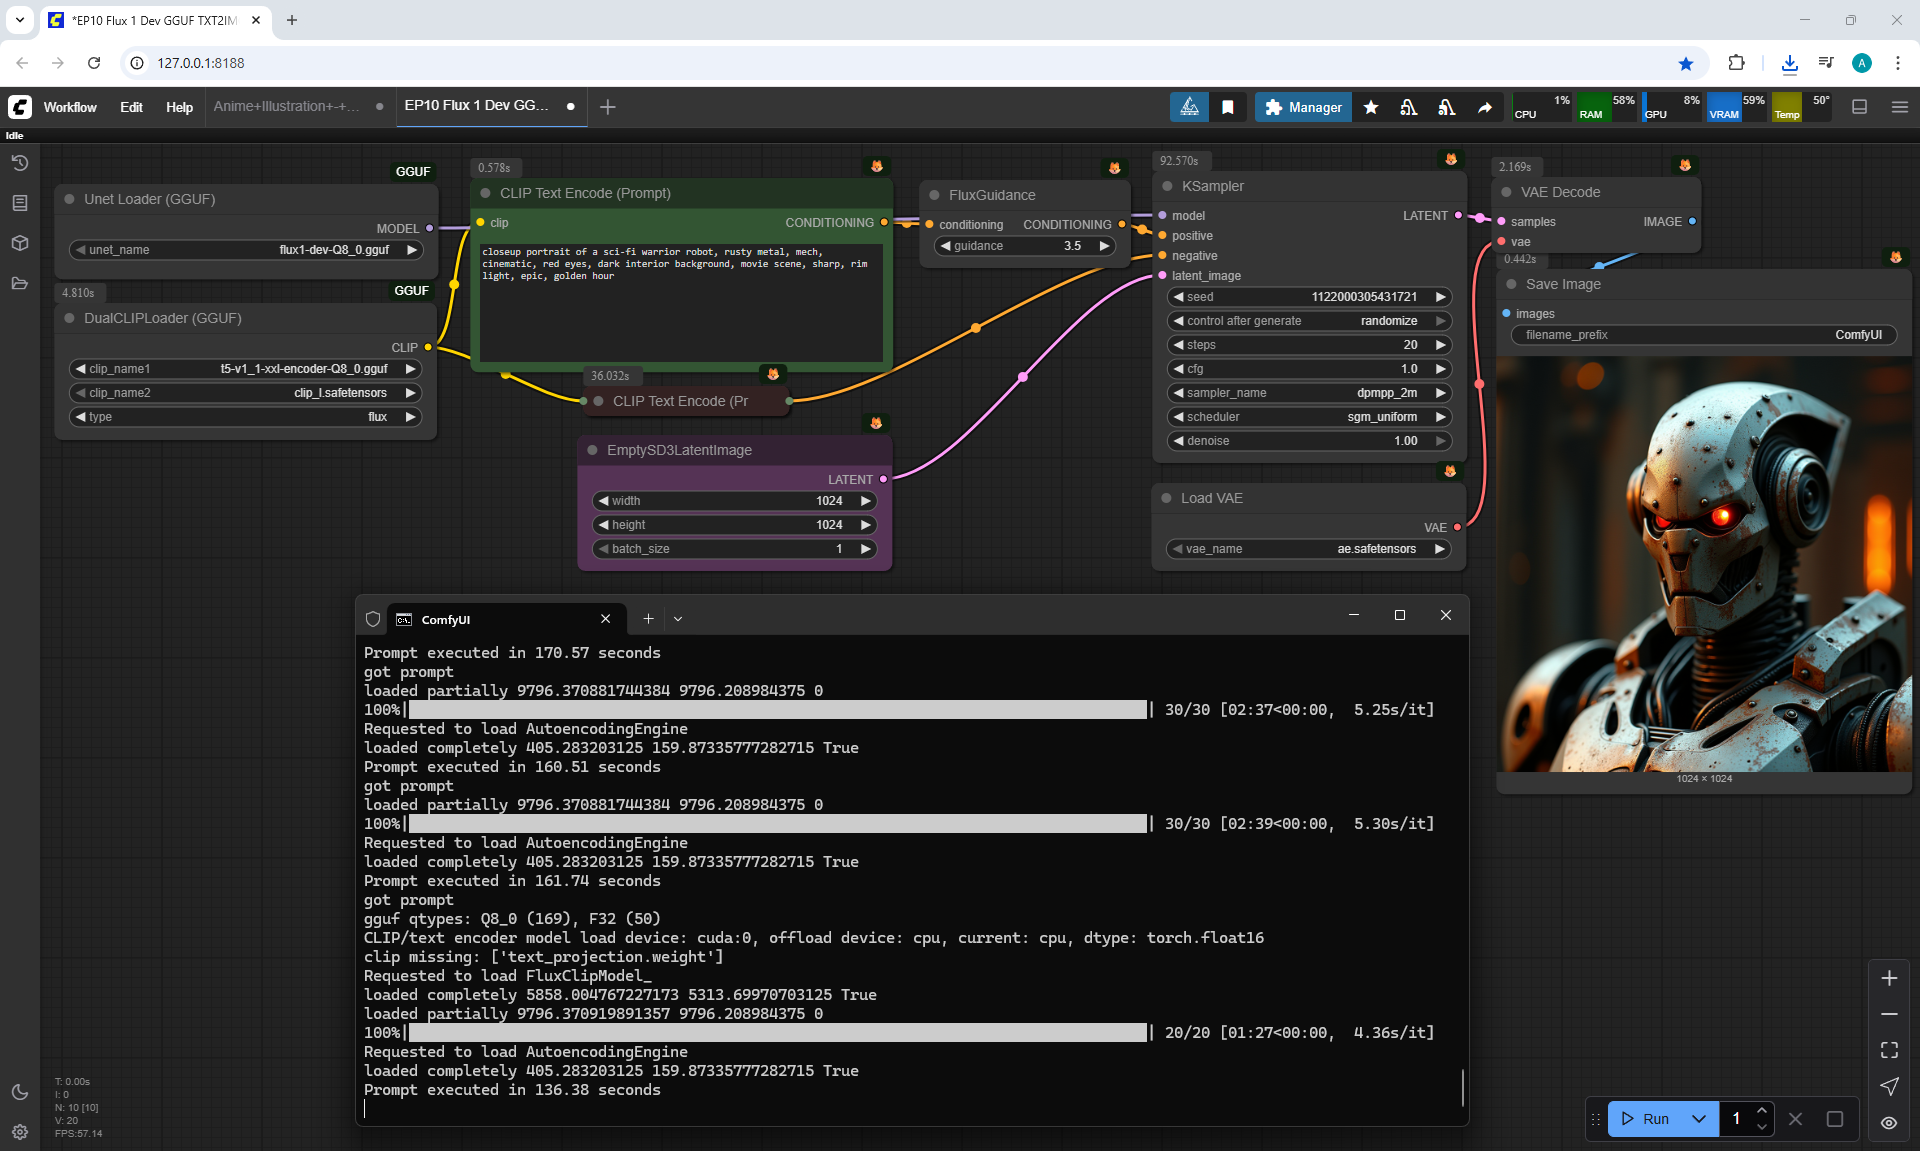 *EP10 Flux 1 Dev GGUF TXT2IM
127.0.0.1:8188
A
Workflow
Edit
Help
Anime+Illustration+-+...
EP10 Flux 1 Dev GG...
Manager
CPU 1%
RAM 58%
GPU 8%
VRAM 59%
Temp 50°
Idle
GGUF
Unet Loader (GGUF)
MODEL
unet_name flux1-dev-Q8_0.gguf
4.810s
GGUF
DualCLIPLoader (GGUF)
CLIP
clip_name1 t5-v1_1-xxl-encoder-Q8_0.gguf
clip_name2 clip_l.safetensors
type flux
0.578s
CLIP Text Encode (Prompt)
clip CONDITIONING
closeup portrait of a sci-fi warrior robot, rusty metal, mech,
cinematic, red eyes, dark interior background, movie scene, sharp, rim
light, epic, golden hour
36.032s
CLIP Text Encode (Pr
EmptySD3LatentImage
LATENT
width 1024
height 1024
batch_size 1
FluxGuidance
conditioning CONDITIONING
guidance 3.5
92.570s
KSampler
model LATENT
positive
negative
latent_image
seed 1122000305431721
control after generate randomize
steps 20
cfg 1.0
sampler_name dpmpp_2m
scheduler sgm_uniform
denoise 1.00
Load VAE
VAE
vae_name ae.safetensors
2.169s
VAE Decode
samples IMAGE
vae
0.442s
Save Image
images
filename_prefix ComfyUI
1024 × 1024
ComfyUI
Prompt executed in 170.57 seconds
got prompt
loaded partially 9796.370881744384 9796.208984375 0
100%| | 30/30 [02:37<00:00, 5.25s/it]
Requested to load AutoencodingEngine
loaded completely 405.283203125 159.87335777282715 True
Prompt executed in 160.51 seconds
got prompt
loaded partially 9796.370881744384 9796.208984375 0
100%| | 30/30 [02:39<00:00, 5.30s/it]
Requested to load AutoencodingEngine
loaded completely 405.283203125 159.87335777282715 True
Prompt executed in 161.74 seconds
got prompt
gguf qtypes: Q8_0 (169), F32 (50)
CLIP/text encoder model load device: cuda:0, offload device: cpu, current: cpu, dtype: torch.float16
clip missing: ['text_projection.weight']
Requested to load FluxClipModel_
loaded completely 5858.004767227173 5313.69970703125 True
loaded partially 9796.370919891357 9796.208984375 0
100%| | 20/20 [01:27<00:00, 4.36s/it]
Requested to load AutoencodingEngine
loaded completely 405.283203125 159.87335777282715 True
Prompt executed in 136.38 seconds
T: 0.00s
I: 0
N: 10 [10]
V: 20
FPS:57.14
Run
1